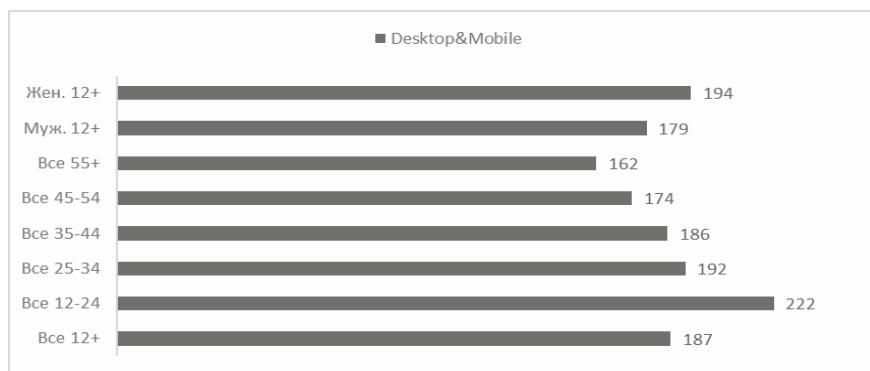 Desktop&Mobile
Жен. 12+ 194
Муж. 12+ 179
Все 55+ 162
Все 45-54 174
Все 35-44 186
Все 25-34 192
Все 12-24 222
Все 12+ 187